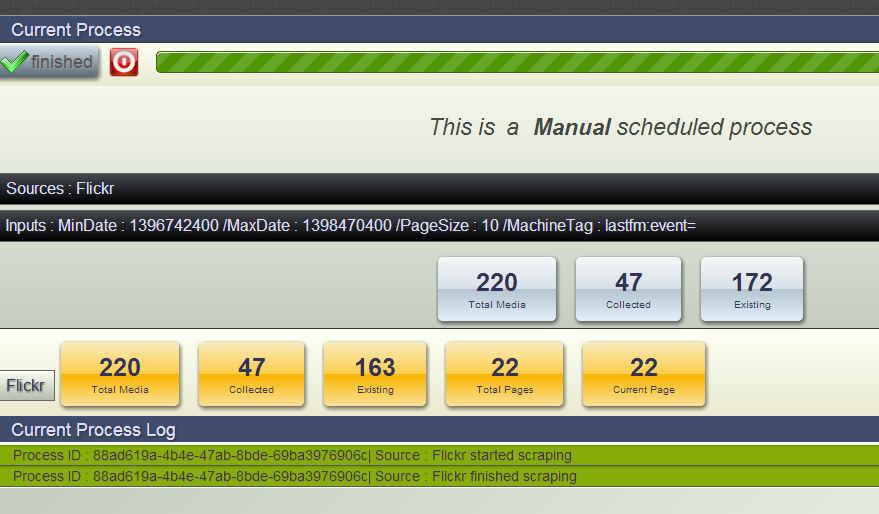 Current Process
finished
This is a Manual scheduled process
Sources : Flickr
Inputs : MinDate : 1396742400 /MaxDate : 1398470400 /PageSize : 10 /MachineTag : lastfm:event=
220 47 172
Total Media Collected Existing
220 47 163 22 22
Flickr Total Media Collected Existing Total Pages Current Page
Current Process Log
Process ID : 88ad619a-4b4e-47ab-8bde-69ba3976906c| Source : Flickr started scraping
Process ID : 88ad619a-4b4e-47ab-8bde-69ba3976906c| Source : Flickr finished scraping